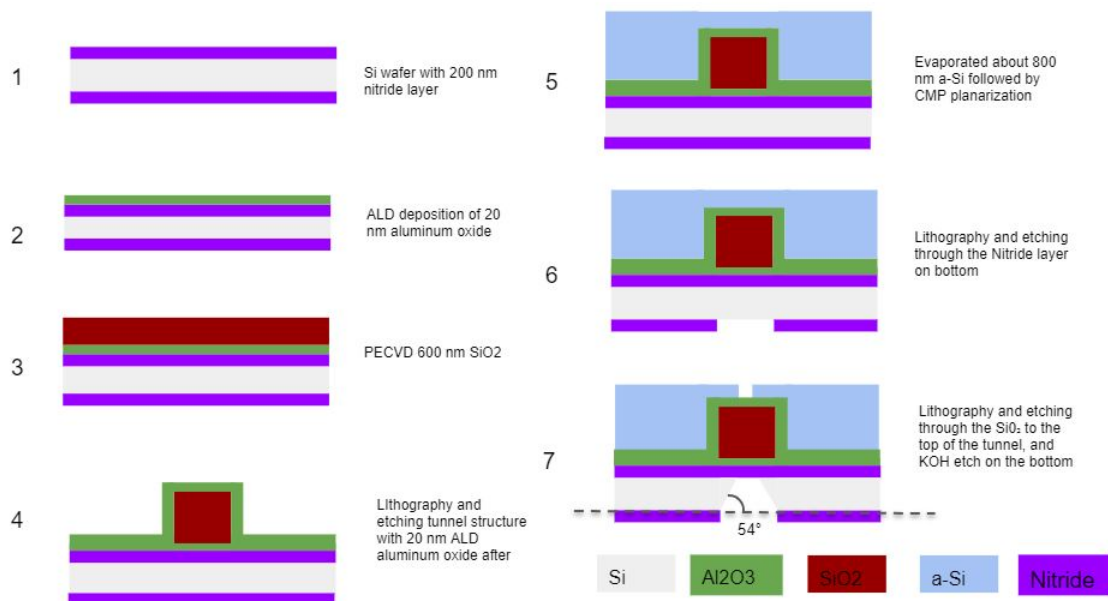 1
Si wafer with 200 nm
nitride layer
2
ALD deposition of 20
nm aluminum oxide
3
PECVD 600 nm SiO2
4
LIthography and
etching tunnel structure
with 20 nm ALD
aluminum oxide after
5
Evaporated about 800
nm a-Si followed by
CMP planarization
6
Lithography and etching
through the Nitride layer
on bottom
7
Lithography and etching
through the Si0₂ to the
top of the tunnel, and
KOH etch on the bottom
54°
Si
Al2O3
SiO2
a-Si
Nitride